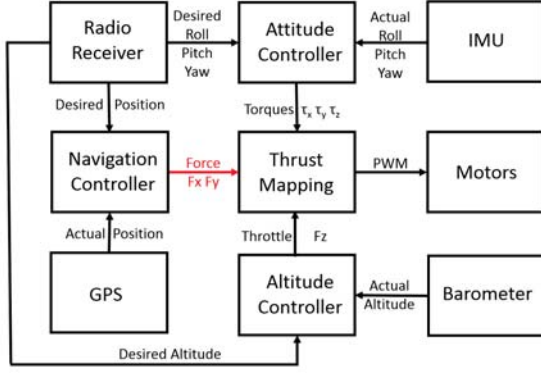 Radio
Receiver
Desired
Roll
Pitch
Yaw
Attitude
Controller
Actual
Roll
Pitch
Yaw
IMU
Desired Position
Torques τx τy τz
Navigation
Controller
Force
Fx Fy
Thrust
Mapping
PWM
Motors
Actual Position
Throttle Fz
GPS
Altitude
Controller
Actual
Altitude
Barometer
Desired Altitude